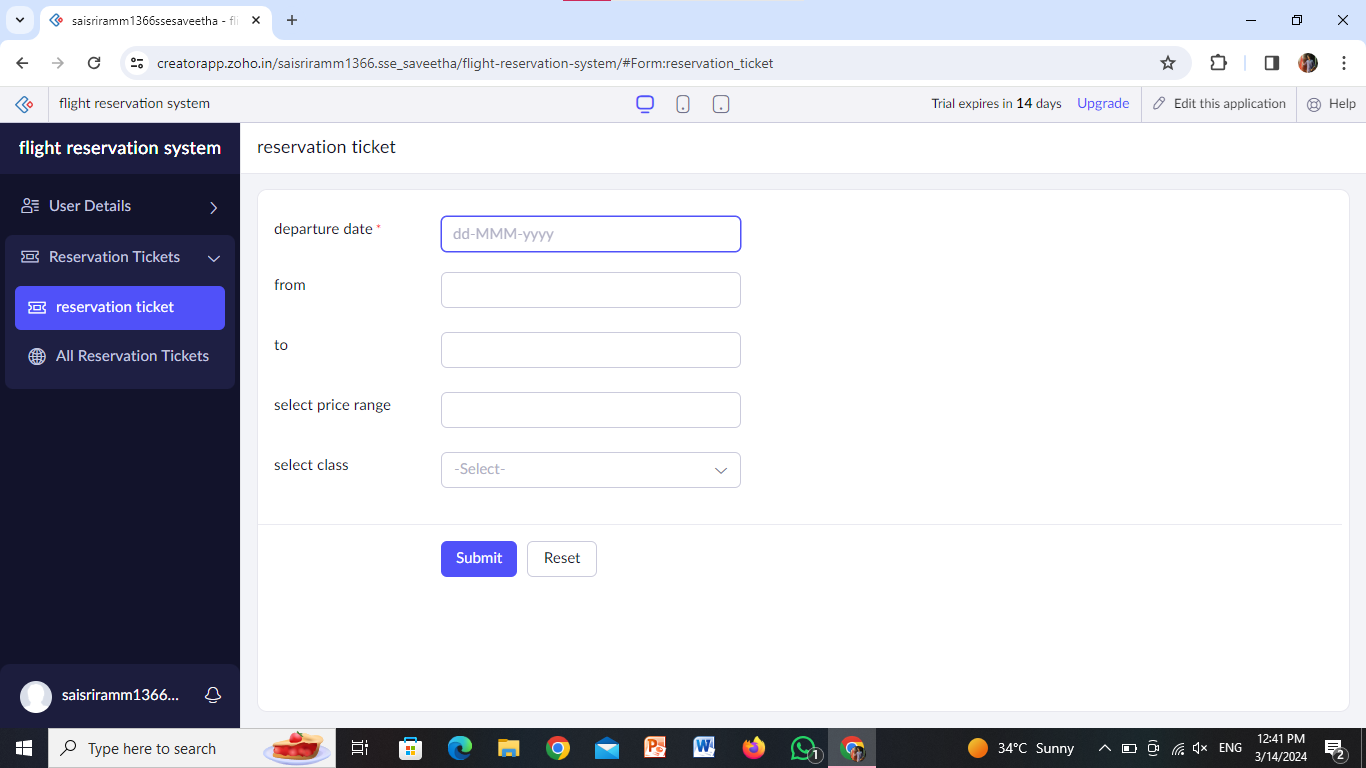 saisriramm1366ssesaveetha - fli
creatorapp.zoho.in/saisriramm1366.sse_saveetha/flight-reservation-system/#Form:reservation_ticket
flight reservation system
Trial expires in 14 days Upgrade Edit this application Help
flight reservation system
reservation ticket
User Details
Reservation Tickets
reservation ticket
All Reservation Tickets
departure date *
dd-MMM-yyyy
from
to
select price range
select class
-Select-
Submit Reset
saisriramm1366...
Type here to search
1
34°C Sunny
ENG
12:41 PM
3/14/2024
2